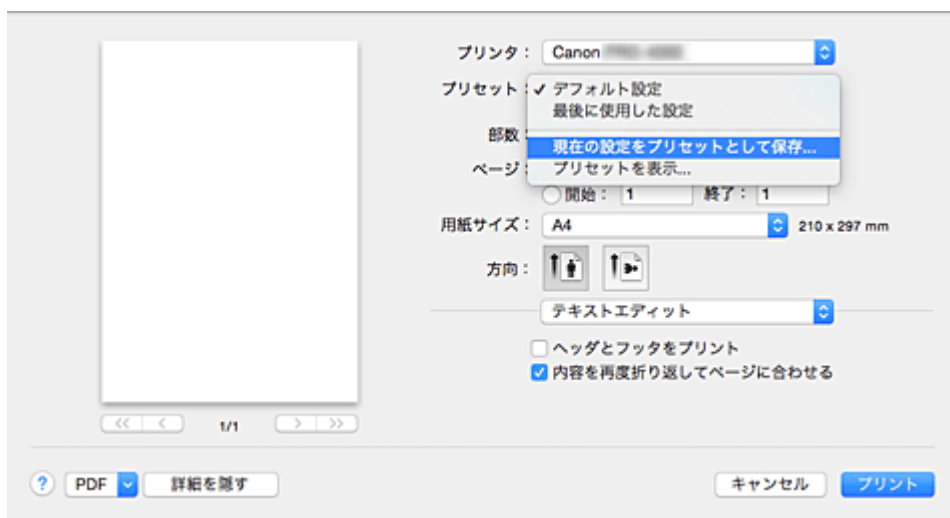 プリンタ： Canon
プリセット： ✓ デフォルト設定
最後に使用した設定
現在の設定をプリセットとして保存...
プリセットを表示...
部数
ページ：
開始： 1 終了： 1
用紙サイズ： A4 210 x 297 mm
方向：
テキストエディット
ヘッダとフッタをプリント
内容を再度折り返してページに合わせる
1/1
? PDF 詳細を隠す キャンセル プリント